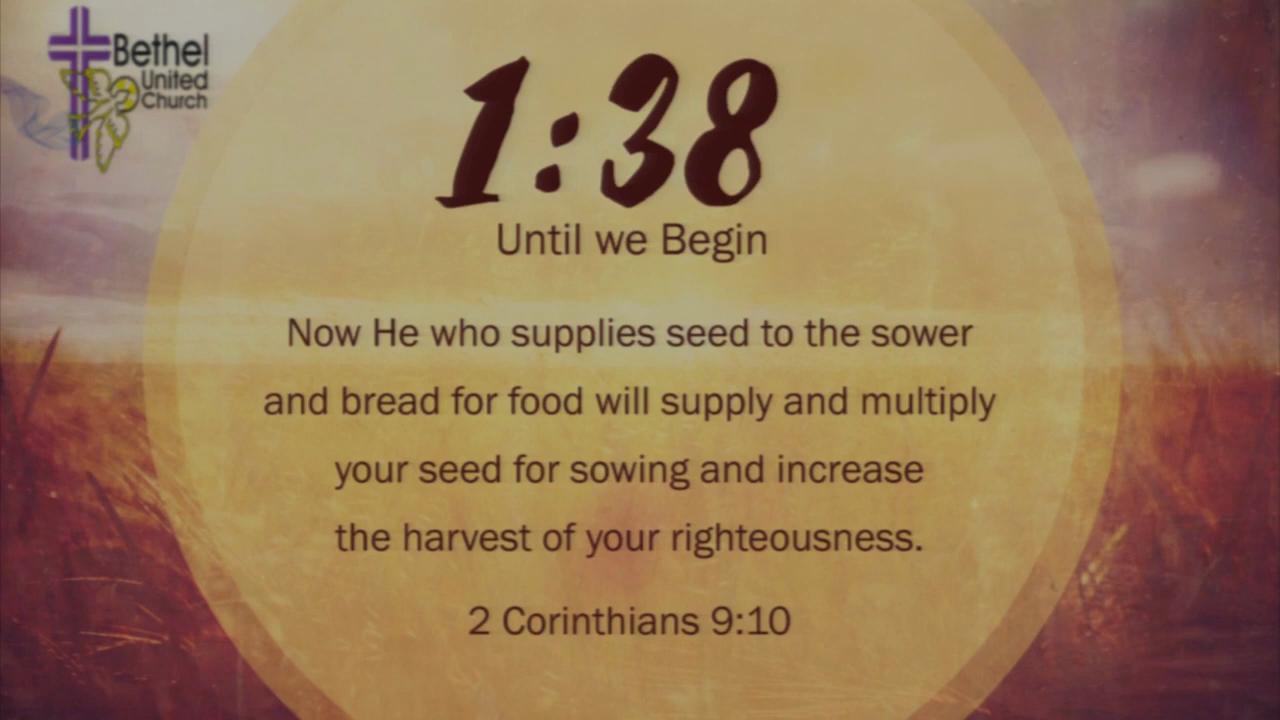 Bethel
United
Church
1:38
Until we Begin
Now He who supplies seed to the sower
and bread for food will supply and multiply
your seed for sowing and increase
the harvest of your righteousness.
2 Corinthians 9:10